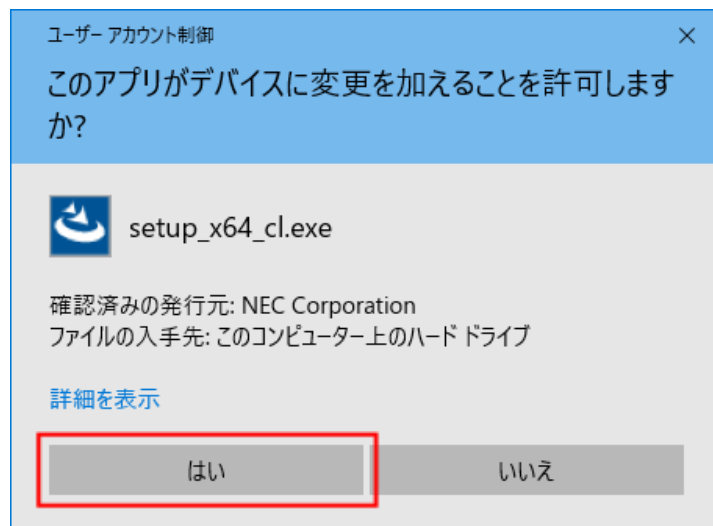 ユーザー アカウント制御
このアプリがデバイスに変更を加えることを許可します
か?
setup_x64_cl.exe
確認済みの発行元: NEC Corporation
ファイルの入手先: このコンピューター上のハード ドライブ
詳細を表示
はい
いいえ